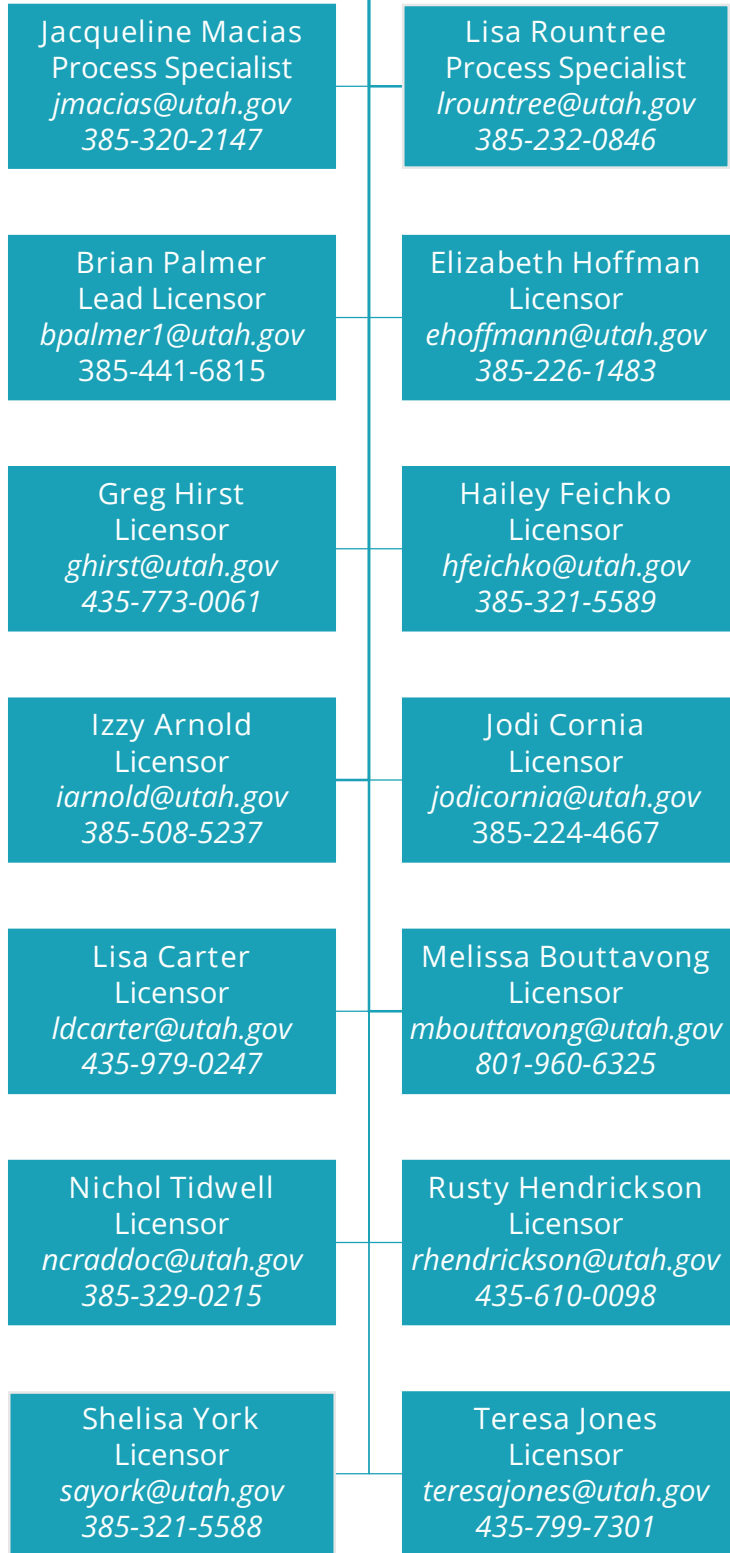 Jacqueline Macias
Process Specialist
jmacias@utah.gov
385-320-2147
Lisa Rountree
Process Specialist
lrountree@utah.gov
385-232-0846
Brian Palmer
Lead Licensor
bpalmer1@utah.gov
385-441-6815
Elizabeth Hoffman
Licensor
ehoffmann@utah.gov
385-226-1483
Greg Hirst
Licensor
ghirst@utah.gov
435-773-0061
Hailey Feichko
Licensor
hfeichko@utah.gov
385-321-5589
Izzy Arnold
Licensor
iarnold@utah.gov
385-508-5237
Jodi Cornia
Licensor
jodicornia@utah.gov
385-224-4667
Lisa Carter
Licensor
ldcarter@utah.gov
435-979-0247
Melissa Bouttavong
Licensor
mbouttavong@utah.gov
801-960-6325
Nichol Tidwell
Licensor
ncraddoc@utah.gov
385-329-0215
Rusty Hendrickson
Licensor
rhendrickson@utah.gov
435-610-0098
Shelisa York
Licensor
sayork@utah.gov
385-321-5588
Teresa Jones
Licensor
teresajones@utah.gov
435-799-7301